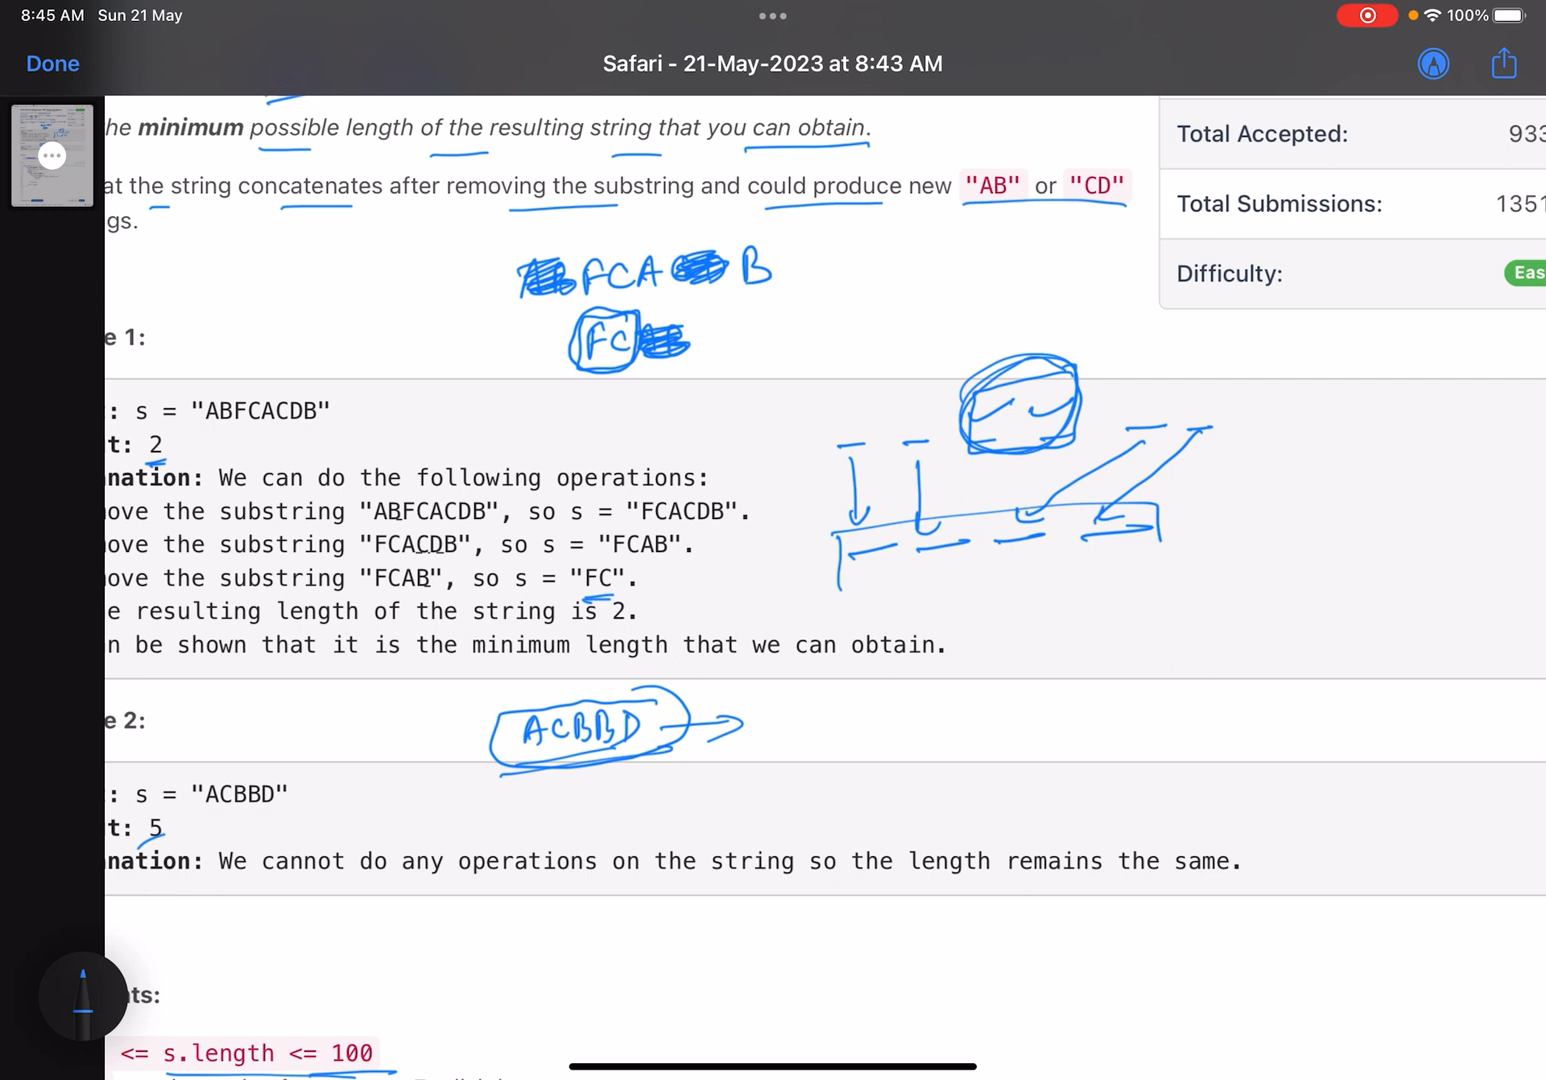 8:45 AM Sun 21 May
100%
Done
Safari - 21-May-2023 at 8:43 AM
he minimum possible length of the resulting string that you can obtain.
Total Accepted: 933
at the string concatenates after removing the substring and could produce new "AB" or "CD"
Total Submissions: 1351
gs.
Difficulty: Eas
FCA B
e 1:
FC
: s = "ABFCACDB"
t: 2
nation: We can do the following operations:
ove the substring "ABFCACDB", so s = "FCACDB".
ove the substring "FCACDB", so s = "FCAB".
ove the substring "FCAB", so s = "FC".
e resulting length of the string is 2.
n be shown that it is the minimum length that we can obtain.
e 2:
ACBBD
: s = "ACBBD"
t: 5
nation: We cannot do any operations on the string so the length remains the same.
ts:
<= s.length <= 100